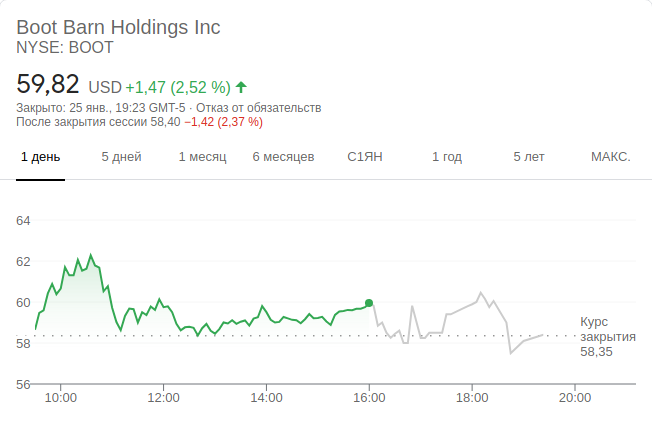 Boot Barn Holdings Inc
NYSE: BOOT
59,82 USD +1,47 (2,52 %)
Закрыто: 25 янв., 19:23 GMT-5 · Отказ от обязательств
После закрытия сессии 58,40 −1,42 (2,37 %)
1 день 5 дней 1 месяц 6 месяцев С1ЯН 1 год 5 лет МАКС.
64
62
60
58
56
Курс
закрытия
58,35
10:00 12:00 14:00 16:00 18:00 20:00